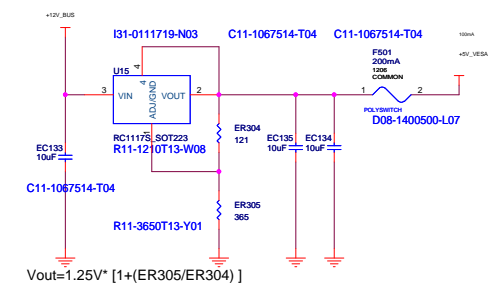 +12V_BUS
I31-0111719-N03
C11-1067514-T04
C11-1067514-T04
100mA
F501
200mA
1206
COMMON
+5V_VESA
U15
4
3
VIN
4
ADJ/GND
VOUT
2
1
2
POLYSWITCH
D08-1400500-L07
RC1117S_SOT223
1
R11-1210T13-W08
ER304
121
EC133
10uF
EC135
10uF
EC134
10uF
C11-1067514-T04
ER305
365
R11-3650T13-Y01
Vout=1.25V* [1+(ER305/ER304) ]